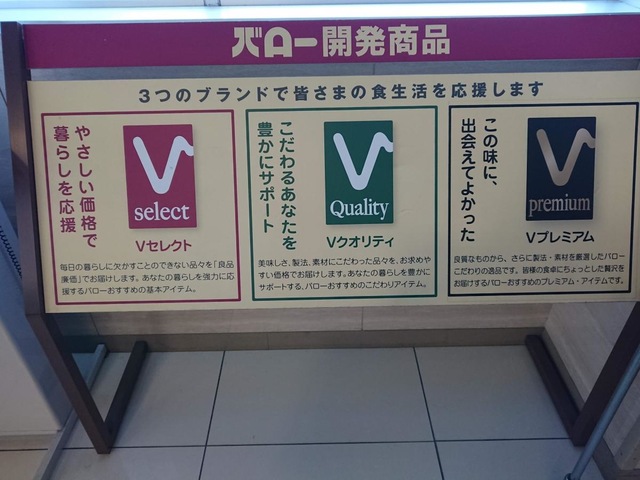 バロー開発商品
3つのブランドで皆さまの食生活を応援します
やさしい価格で
暮らしを応援
V
select
Vセレクト
毎日の暮らしに欠かすことのできない品々を「良品
廉価」でお届けします。あなたの暮らしを強力に応
援するバローおすすめの基本アイテム。
こだわるあなたを
豊かにサポート
V
Quality
Vクオリティ
美味しさ、製法、素材にこだわった品々を、お求めや
すい価格でお届けします。あなたの暮らしを豊かに
サポートする、バローおすすめのこだわりアイテム。
この味に、
出会えてよかった
V
premium
Vプレミアム
良質なものから、さらに製法・素材を厳選したバロー
こだわりの逸品です。皆様の食卓にちょっとした贅沢を
お届けするバローおすすめのプレミアム・アイテムです。